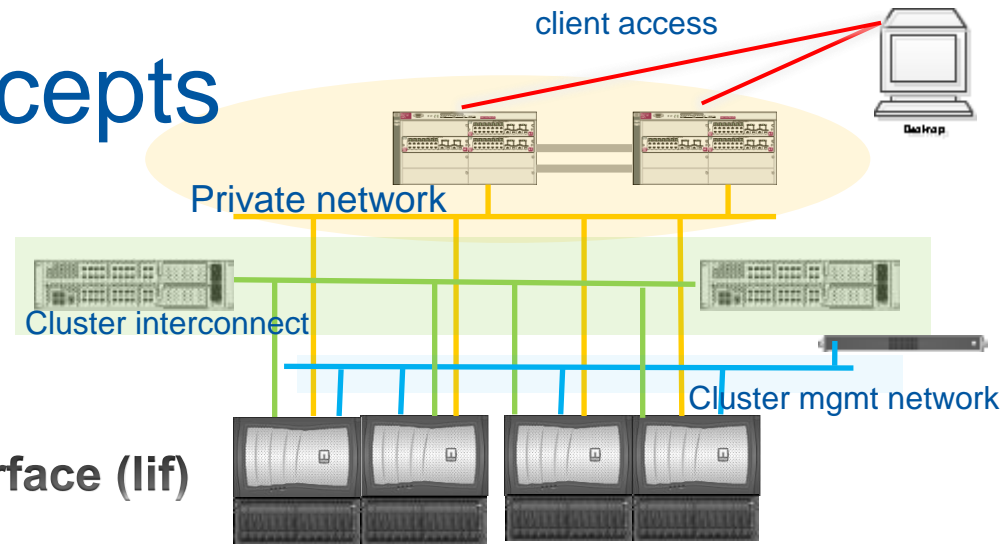 client access
cepts
Private network
Cluster interconnect
Cluster mgmt network
rface (lif)